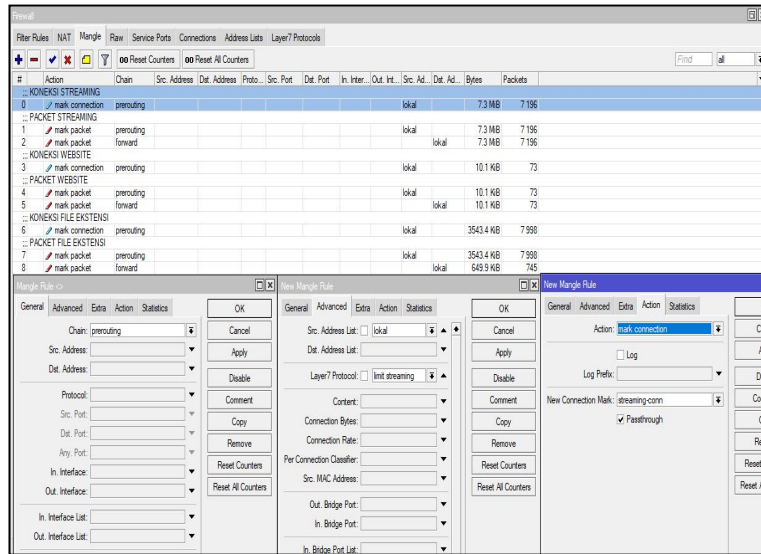 Firewall
Filter Rules NAT Mangle Raw Service Ports Connections Address Lists Layer7 Protocols
00 Reset Counters 00 Reset All Counters Find all
# Action Chain Src. Address Dst. Address Proto... Src. Port Dst. Port In. Inter... Out. Int... Src. Ad... Dst. Ad... Bytes Packets
;;; KONEKSI STREAMING
0 mark connection prerouting lokal 7.3 MiB 7 196
;;; PACKET STREAMING
1 mark packet prerouting lokal 7.3 MiB 7 196
2 mark packet forward lokal 7.3 MiB 7 196
;;; KONEKSI WEBSITE
3 mark connection prerouting lokal 10.1 KiB 73
;;; PACKET WEBSITE
4 mark packet prerouting lokal 10.1 KiB 73
5 mark packet forward lokal 10.1 KiB 73
;;; KONEKSI FILE EKSTENSI
6 mark connection prerouting lokal 3543.4 KiB 7 998
;;; PACKET FILE EKSTENSI
7 mark packet prerouting lokal 3543.4 KiB 7 998
8 mark packet forward lokal 649.9 KiB 745
Mangle Rule <>
General Advanced Extra Action Statistics
Chain: prerouting
Src. Address:
Dst. Address:
Protocol:
Src. Port:
Dst. Port:
Any. Port:
In. Interface:
Out. Interface:
In. Interface List:
Out. Interface List:
OK
Cancel
Apply
Disable
Comment
Copy
Remove
Reset Counters
Reset All Counters
New Mangle Rule
General Advanced Extra Action Statistics
Src. Address List: lokal
Dst. Address List:
Layer7 Protocol: limit streaming
Content:
Connection Bytes:
Connection Rate:
Per Connection Classifier:
Src. MAC Address:
Out. Bridge Port:
In. Bridge Port:
In. Bridge Port List:
OK
Cancel
Apply
Disable
Comment
Copy
Remove
Reset Counters
Reset All Counters
New Mangle Rule
General Advanced Extra Action Statistics
Action: mark connection
Log
Log Prefix:
New Connection Mark: streaming-conn
Passthrough
C
A
D
Co
C
Re
Reset
Reset A